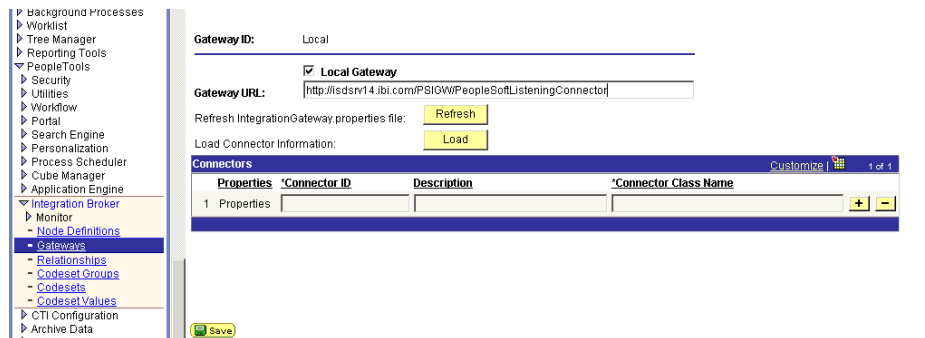 Background Processes
Worklist
Tree Manager
Reporting Tools
PeopleTools
Security
Utilities
Workflow
Portal
Search Engine
Personalization
Process Scheduler
Cube Manager
Application Engine
Integration Broker
Monitor
- Node Definitions
- Gateways
- Relationships
- Codeset Groups
- Codesets
- Codeset Values
CTI Configuration
Archive Data
Gateway ID: Local
Local Gateway
Gateway URL: http://isdsrv14.ibi.com/PSIGW/PeopleSoftListeningConnector
Refresh IntegrationGateway.properties file: Refresh
Load Connector Information: Load
Connectors Customize | 1 of 1
Properties *Connector ID Description *Connector Class Name
1 Properties + -
Save